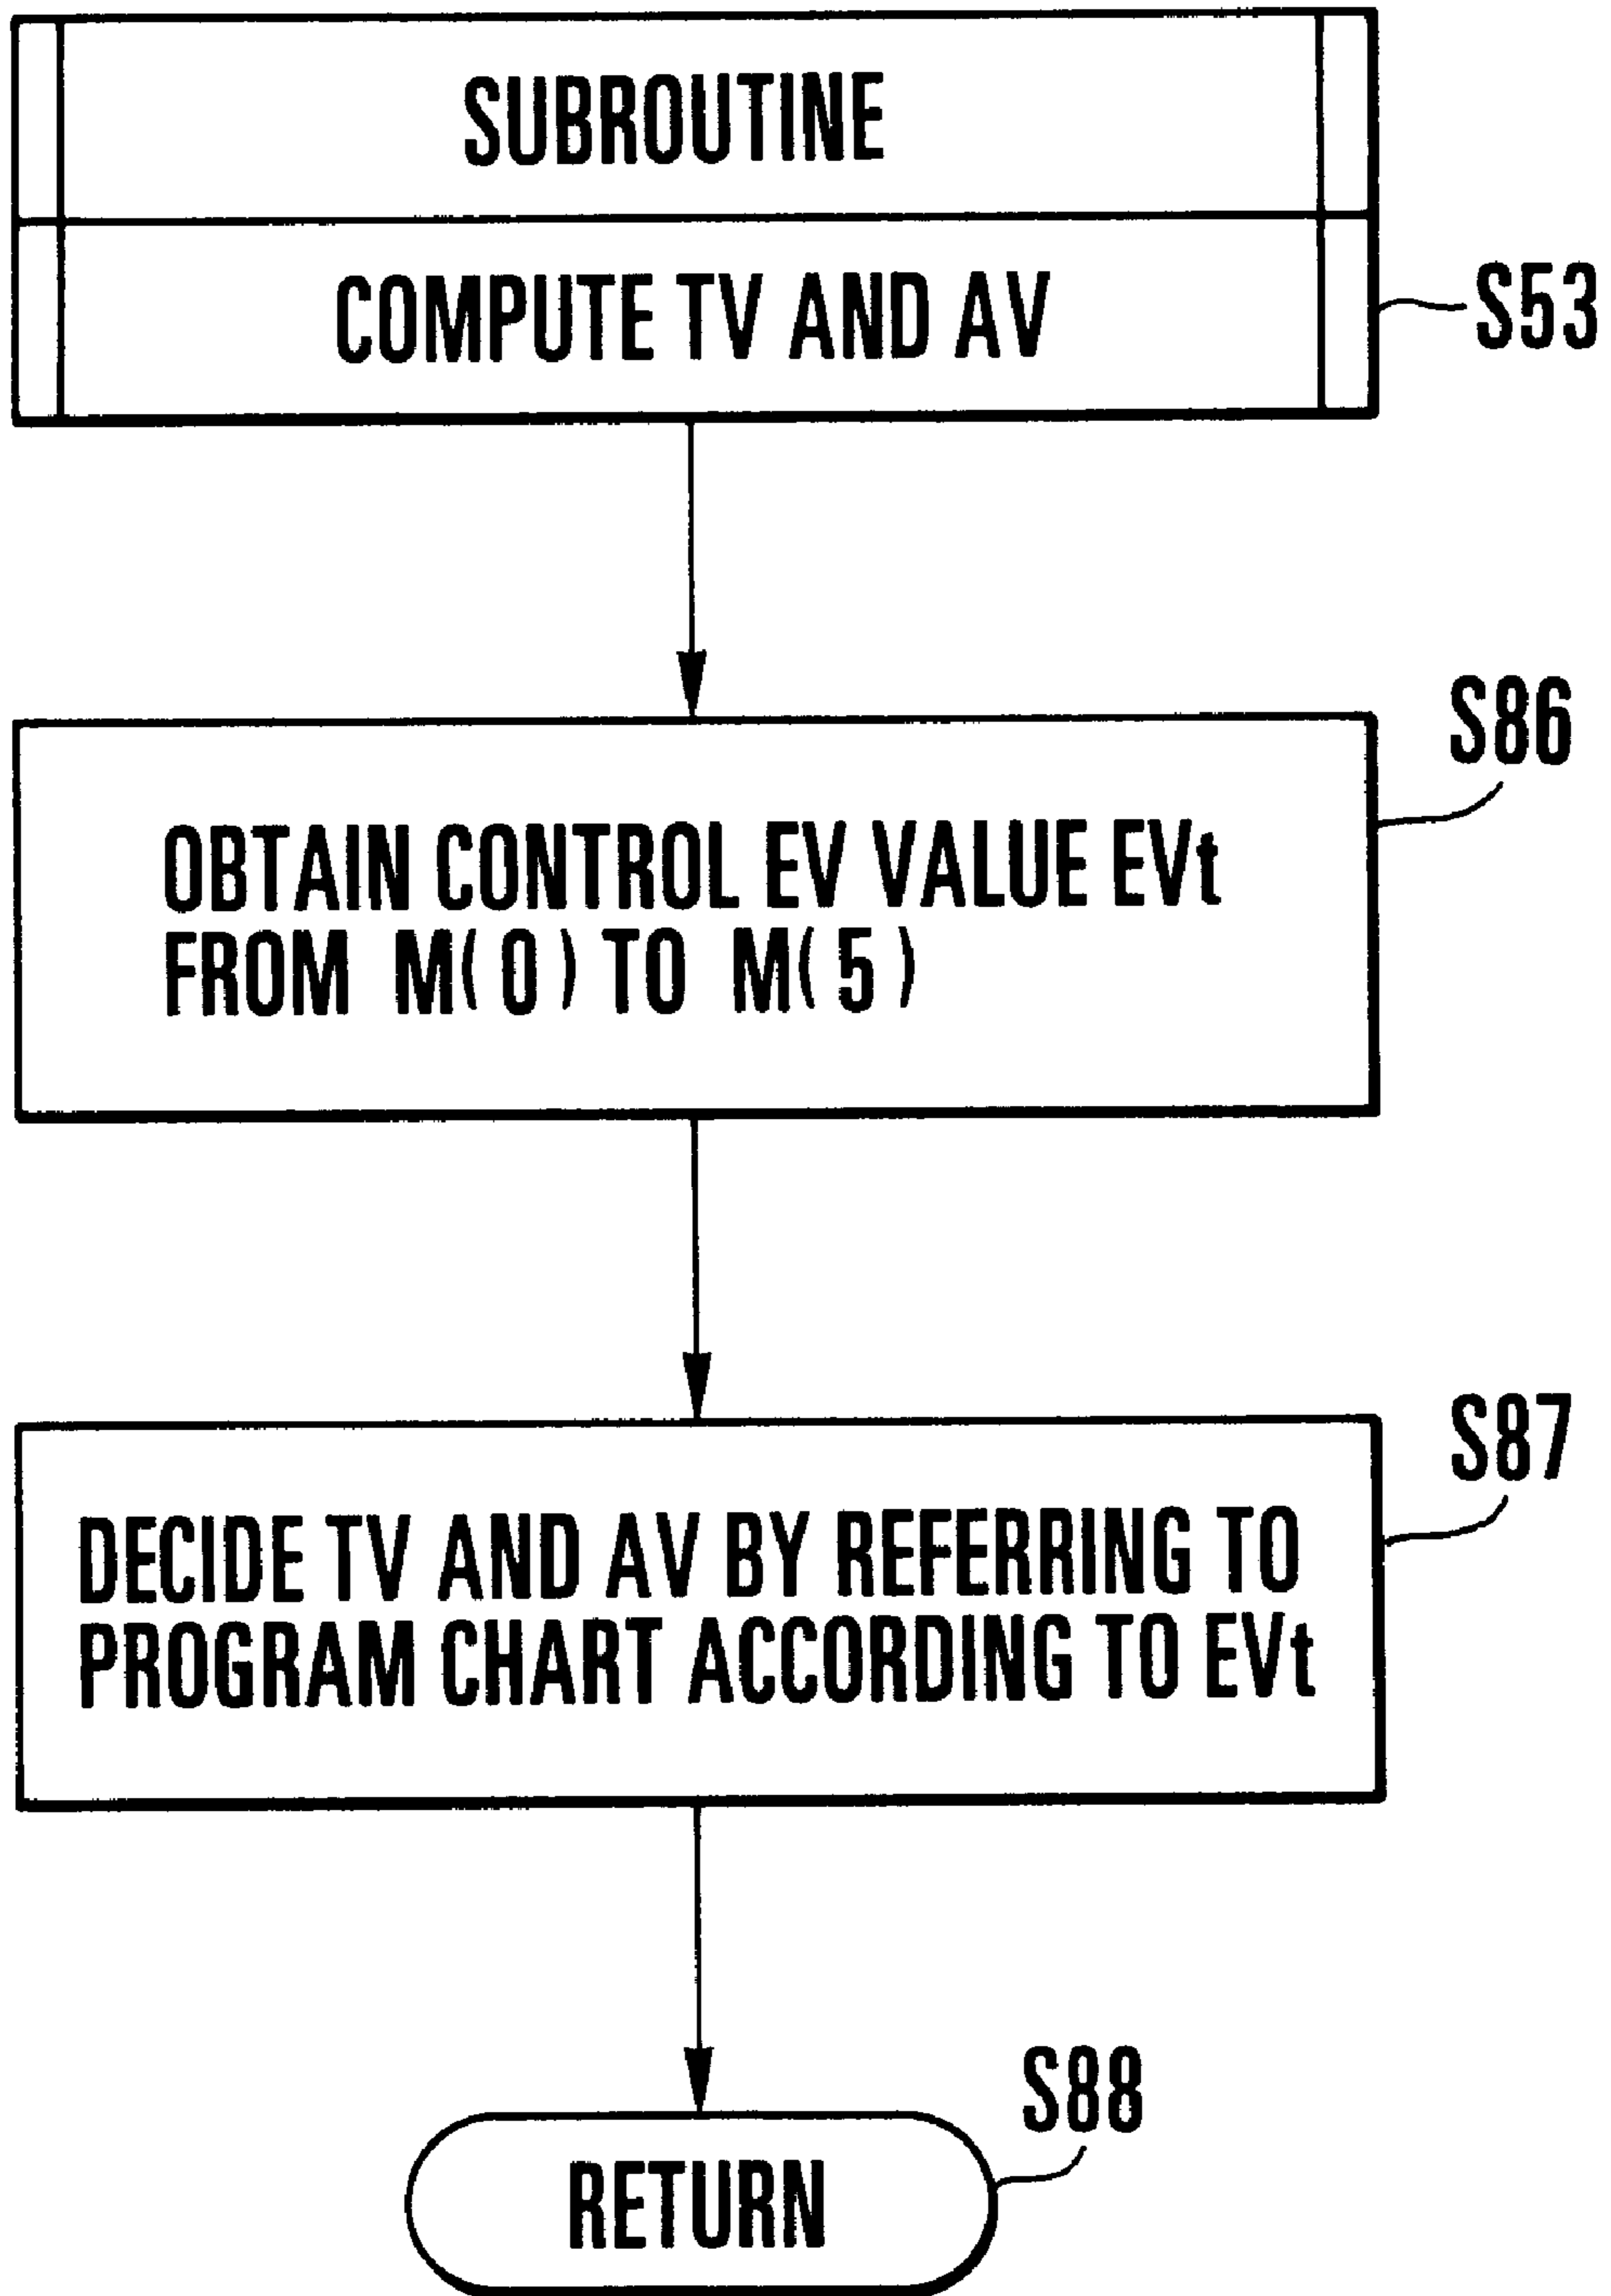 SUBROUTINE
COMPUTE TV AND AV
S53
S86
OBTAIN CONTROL EV VALUE EVt
FROM M(0) TO M(5)
S87
DECIDE TV AND AV BY REFERRING TO
PROGRAM CHART ACCORDING TO EVt
S88
RETURN